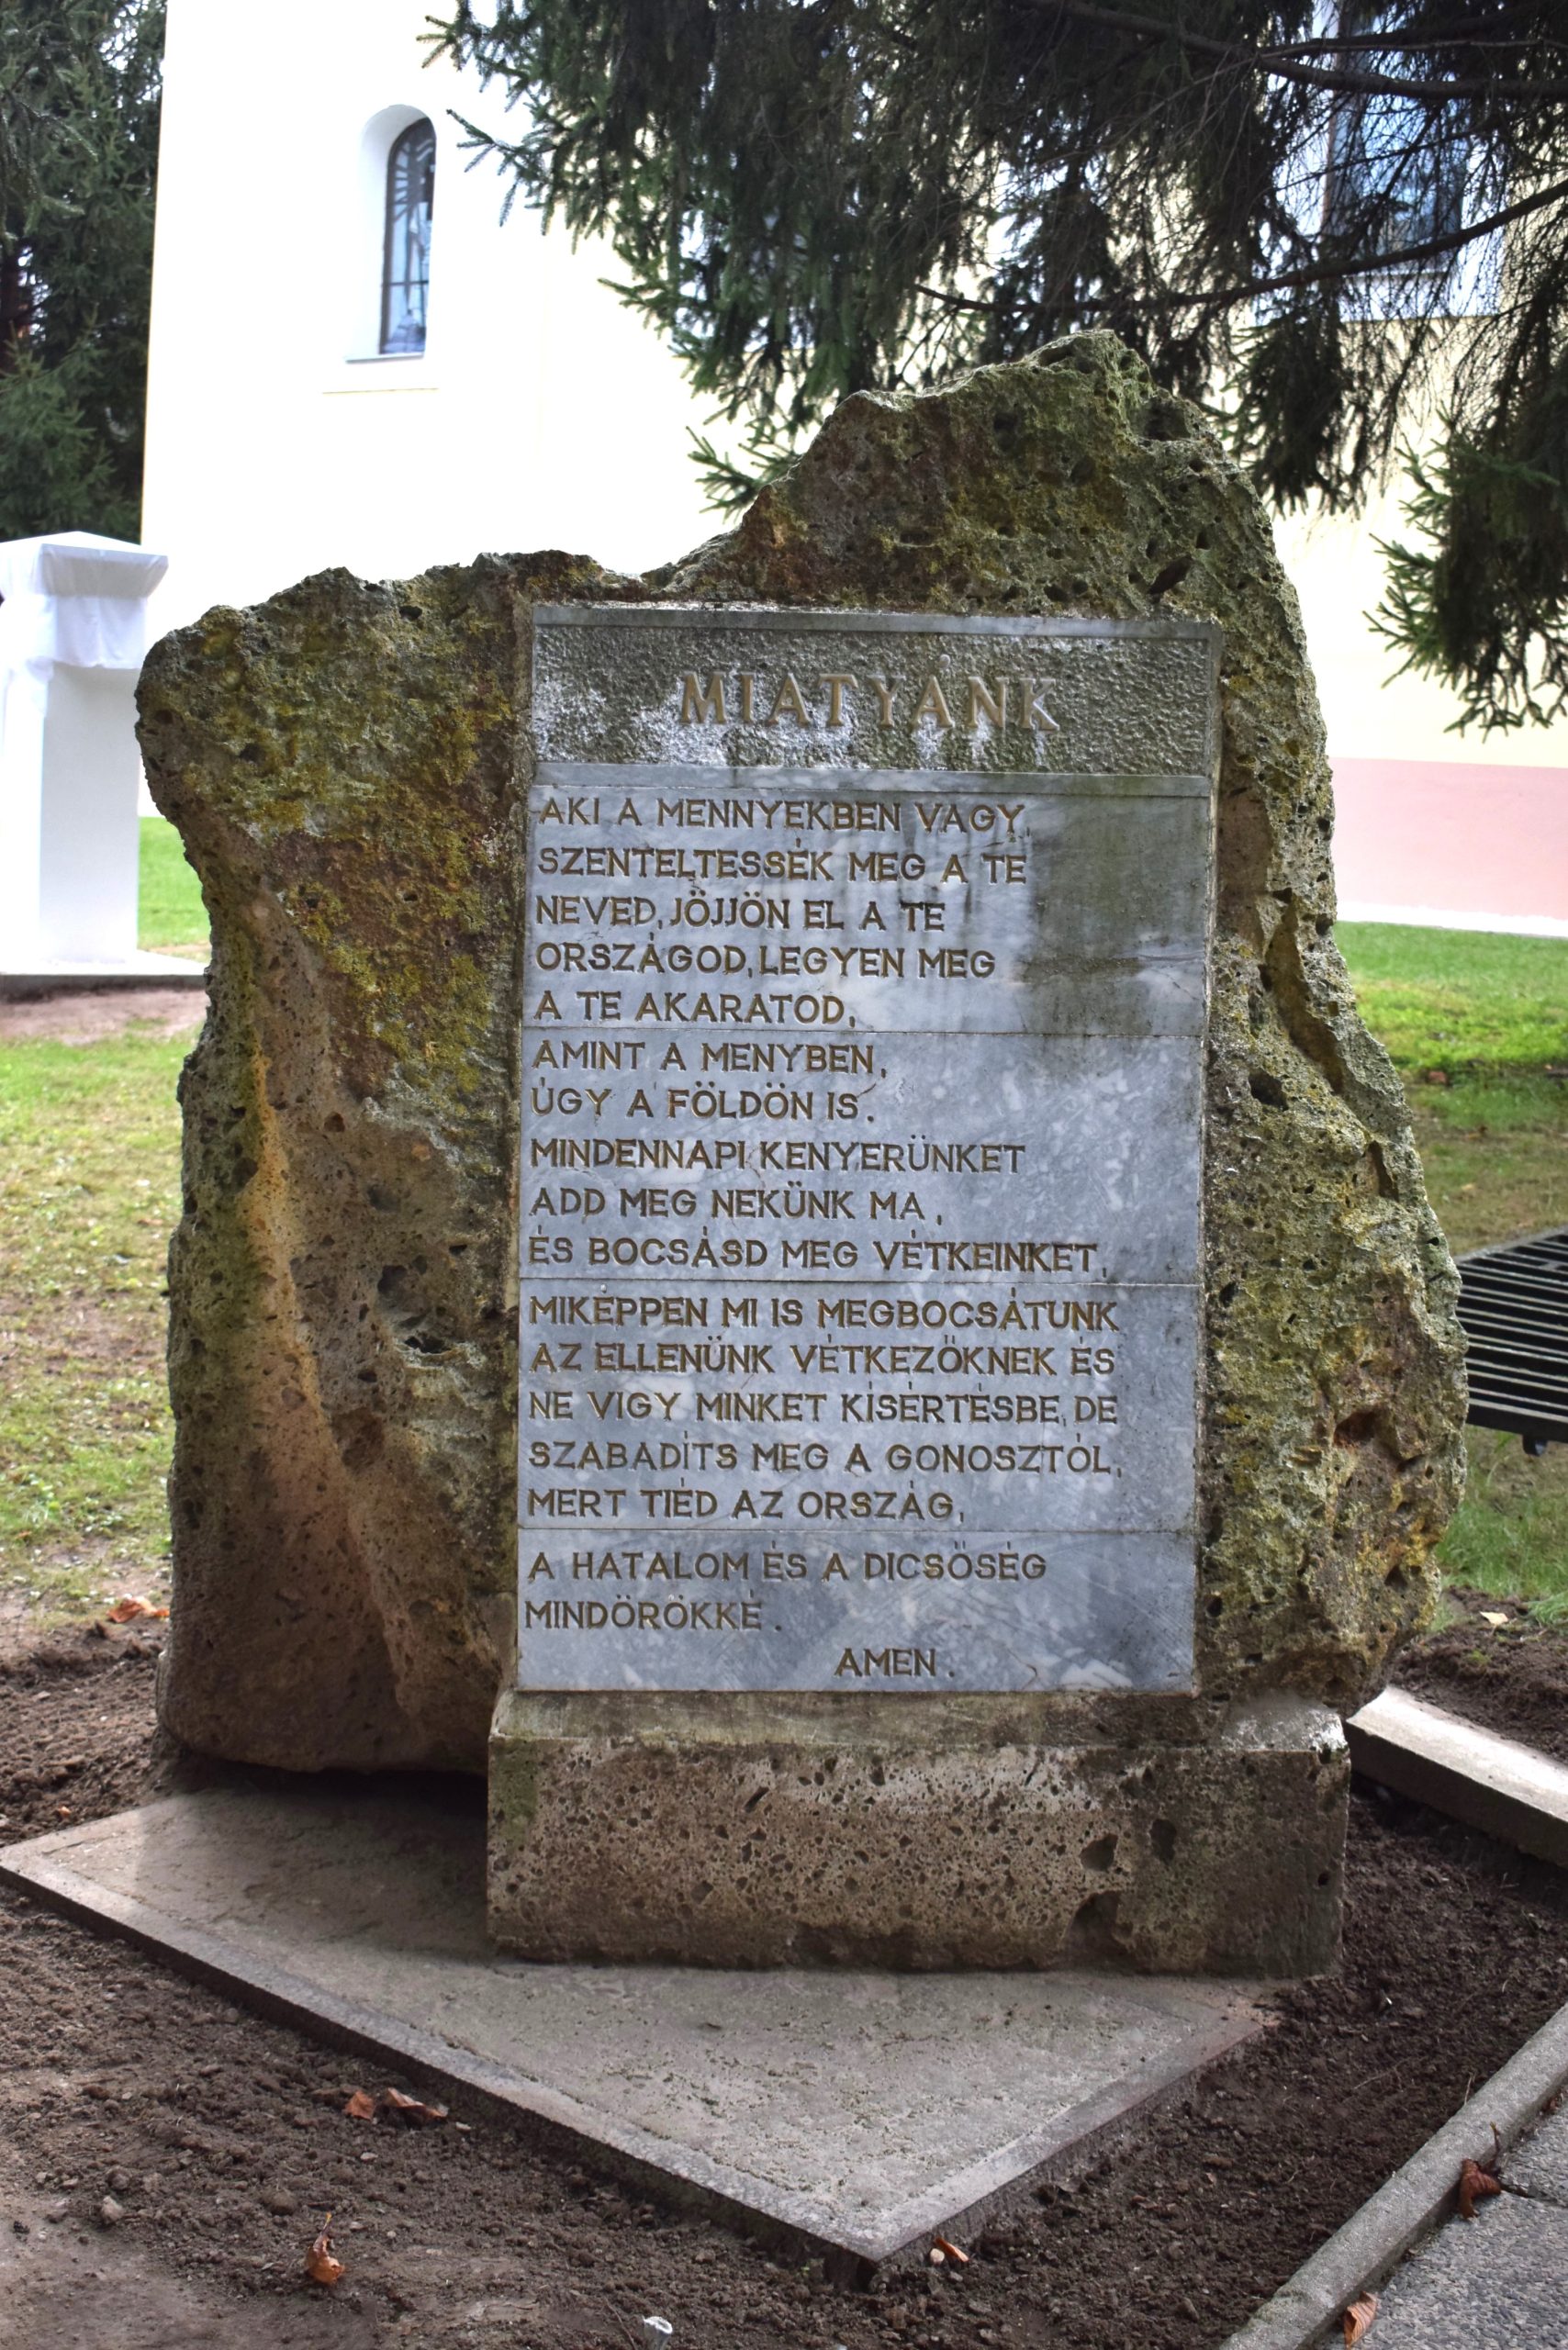 MIATYÁNK
AKI A MENNYEKBEN VAGY,
SZENTELTESSÉK MEG A TE
NEVED, JÖJJÖN EL A TE
ORSZÁGOD, LEGYEN MEG
A TE AKARATOD,
AMINT A MENYBEN,
ÚGY A FÖLDÖN IS.
MINDENNAPI KENYERÜNKET
ADD MEG NEKÜNK MA,
ÉS BOCSÁSD MEG VÉTKEINKET,
MIKÉPPEN MI IS MEGBOCSÁTUNK
AZ ELLENÜNK VÉTKEZŐKNEK ÉS
NE VIGY MINKET KÍSÉRTÉSBE, DE
SZABADÍTS MEG A GONOSZTÓL,
MERT TIÉD AZ ORSZÁG,
A HATALOM ÉS A DICSŐSÉG
MINDÖRÖKKÉ.
AMEN.